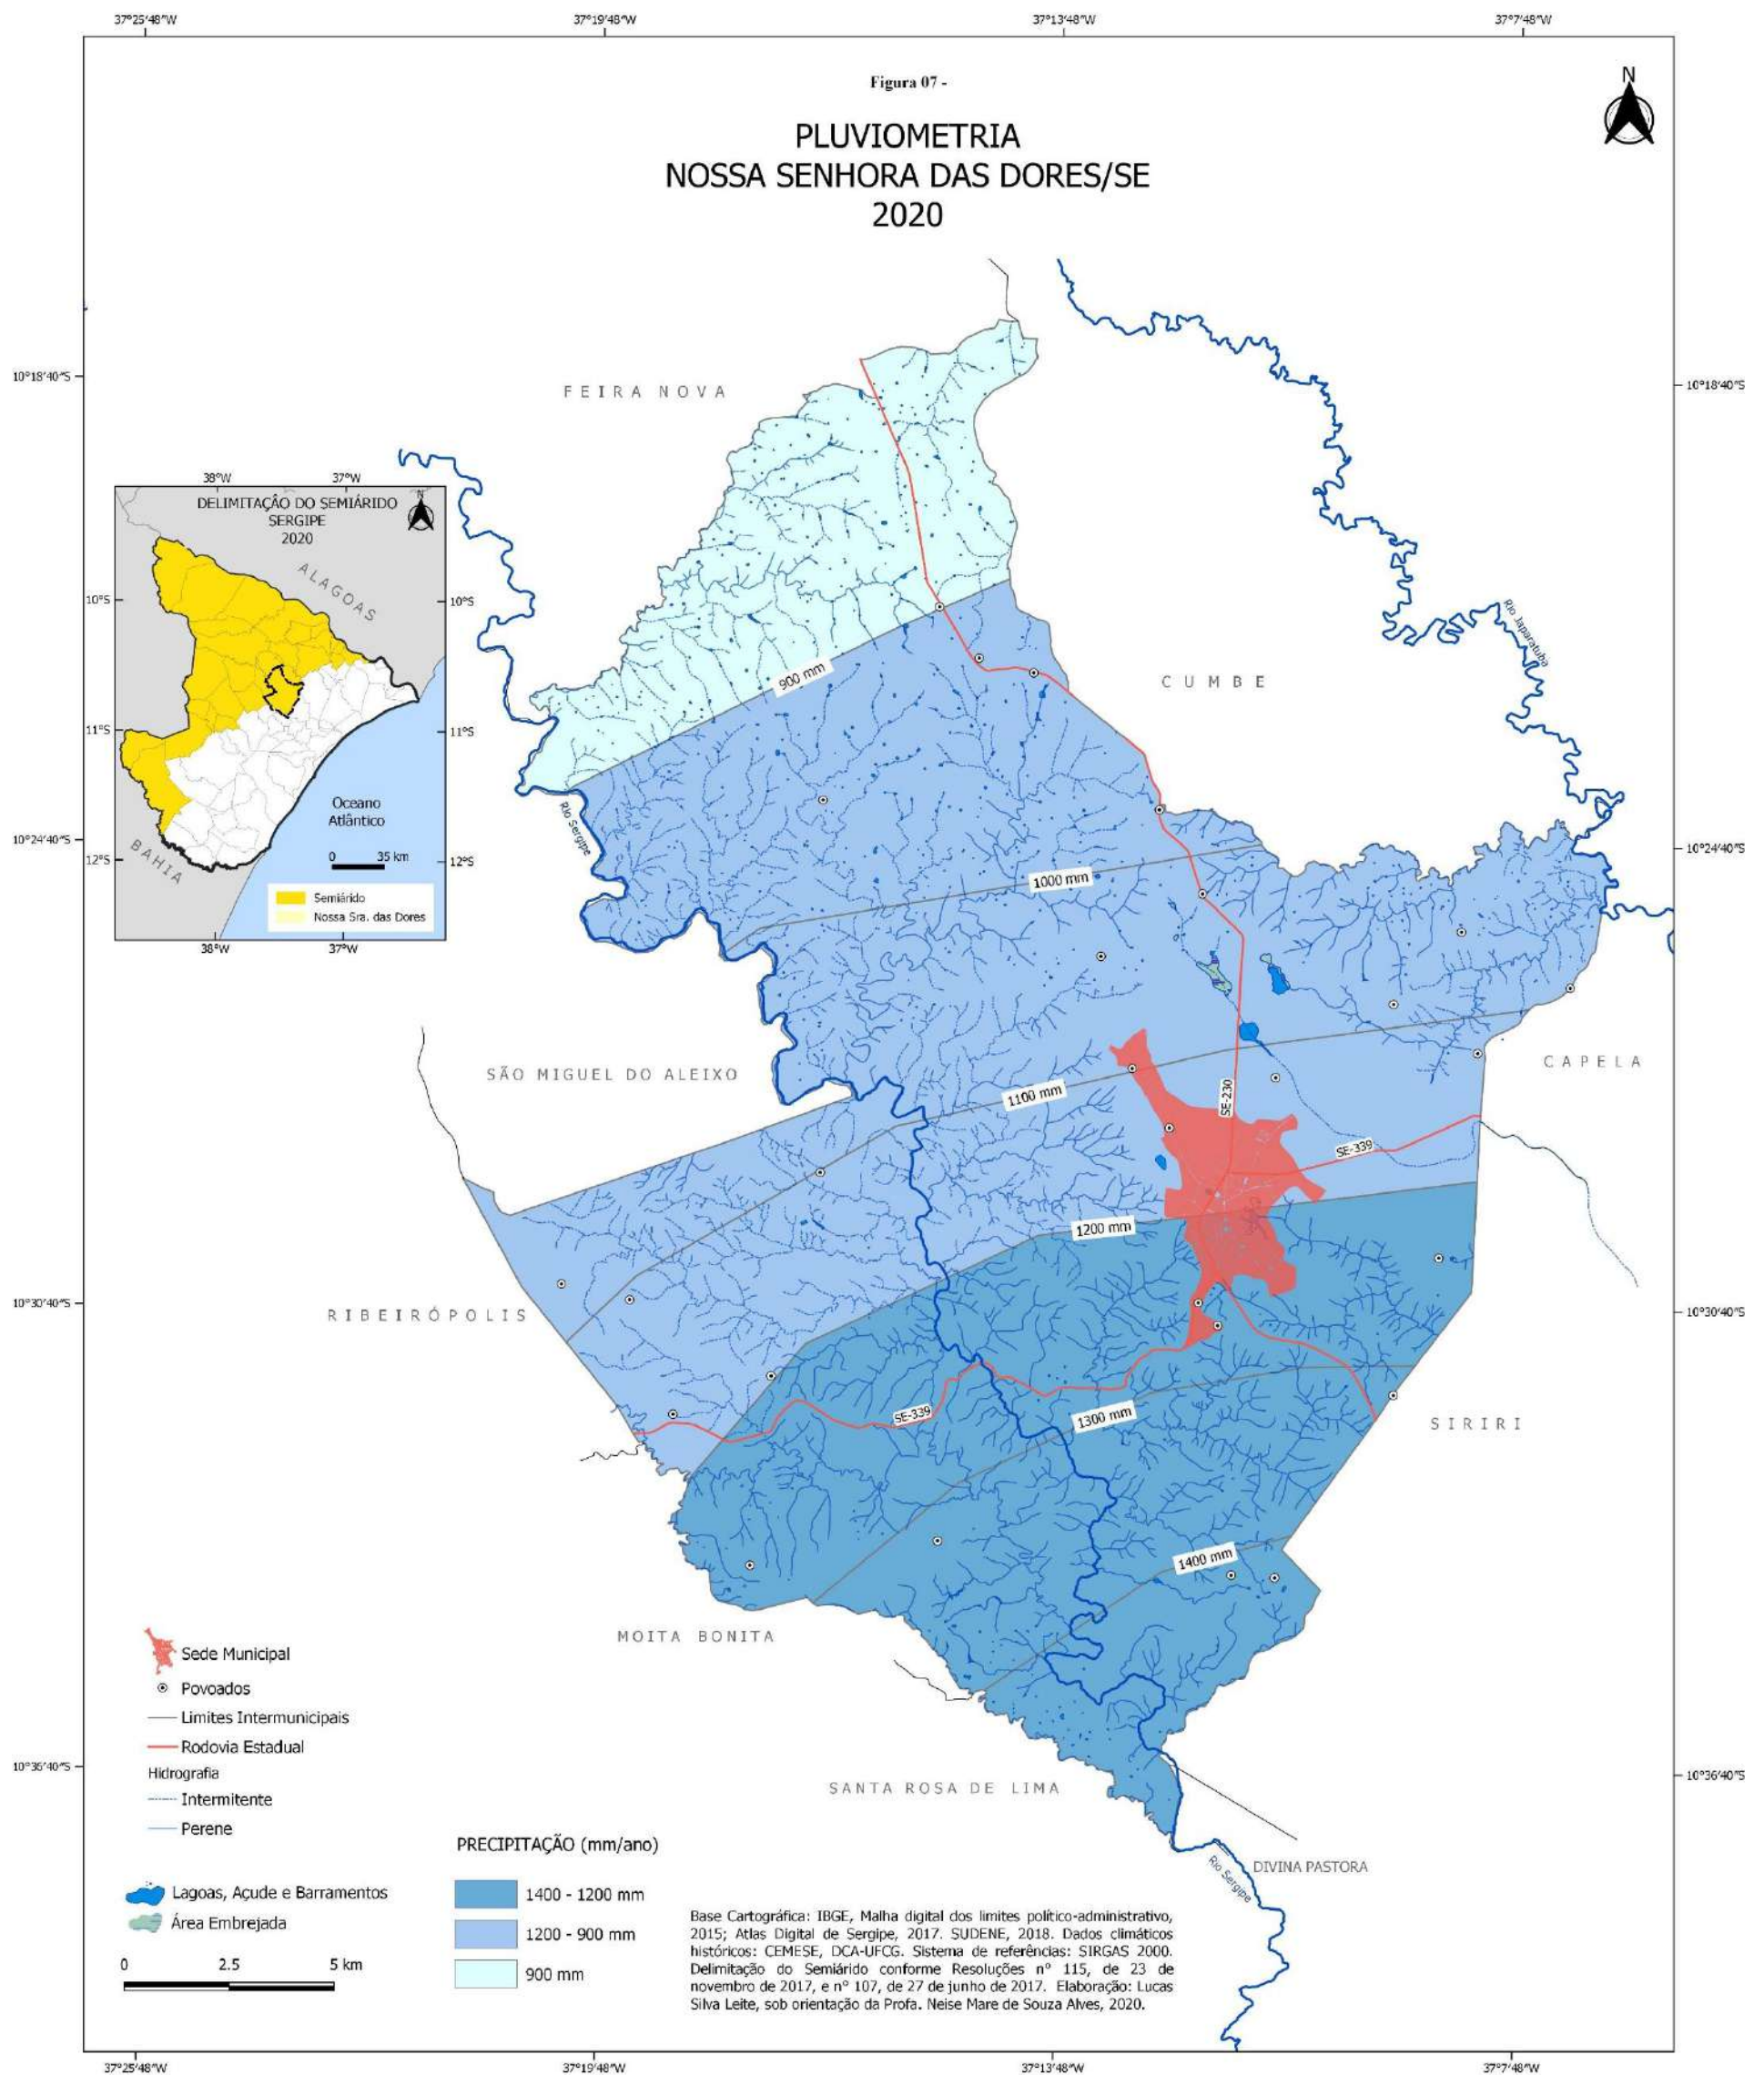 37°25'48"W
37°19'48"W
37°13'48"W
37°7'48"W
Figura 07 -
N
PLUVIOMETRIA
NOSSA SENHORA DAS DORES/SE
2020
10°18'40"S
10°18'40"S
FEIRA NOVA
38°W
37°W
DELIMITAÇÂO DO SEMIÁRIDO
SERGIPE
2020
N
ALAGOAS
10°S
10°S
11°S
11°S
Oceano
Atlântico
BAHIA
0 35 km
12°S
12°S
Semiárido
Nossa Sra. das Dores
38°W
37°W
Rio Japaratuba
CUMBE
900 mm
Rio Sergipe
10°24'40"S
10°24'40"S
1000 mm
SÃO MIGUEL DO ALEIXO
CAPELA
1100 mm
SE-230
SE-339
1200 mm
10°30'40"S
10°30'40"S
RIBEIRÓPOLIS
SE-339
1300 mm
SIRIRI
1400 mm
MOITA BONITA
Sede Municipal
Povoados
Limites Intermunicipais
Rodovia Estadual
Hidrografia
Intermitente
Perene
10°36'40"S
10°36'40"S
SANTA ROSA DE LIMA
DIVINA PASTORA
Rio Sergipe
Lagoas, Açude e Barramentos
Área Embrejada
0 2.5 5 km
PRECIPITAÇÃO (mm/ano)
1400 - 1200 mm
1200 - 900 mm
900 mm
Base Cartográfica: IBGE, Malha digital dos limites político-administrativo,
2015; Atlas Digital de Sergipe, 2017. SUDENE, 2018. Dados climáticos
históricos: CEMESE, DCA-UFCG. Sistema de referências: SIRGAS 2000.
Delimitação do Semiárido conforme Resoluções nº 115, de 23 de
novembro de 2017, e nº 107, de 27 de junho de 2017. Elaboração: Lucas
Silva Leite, sob orientação da Profa. Neise Mare de Souza Alves, 2020.
37°25'48"W
37°19'48"W
37°13'48"W
37°7'48"W